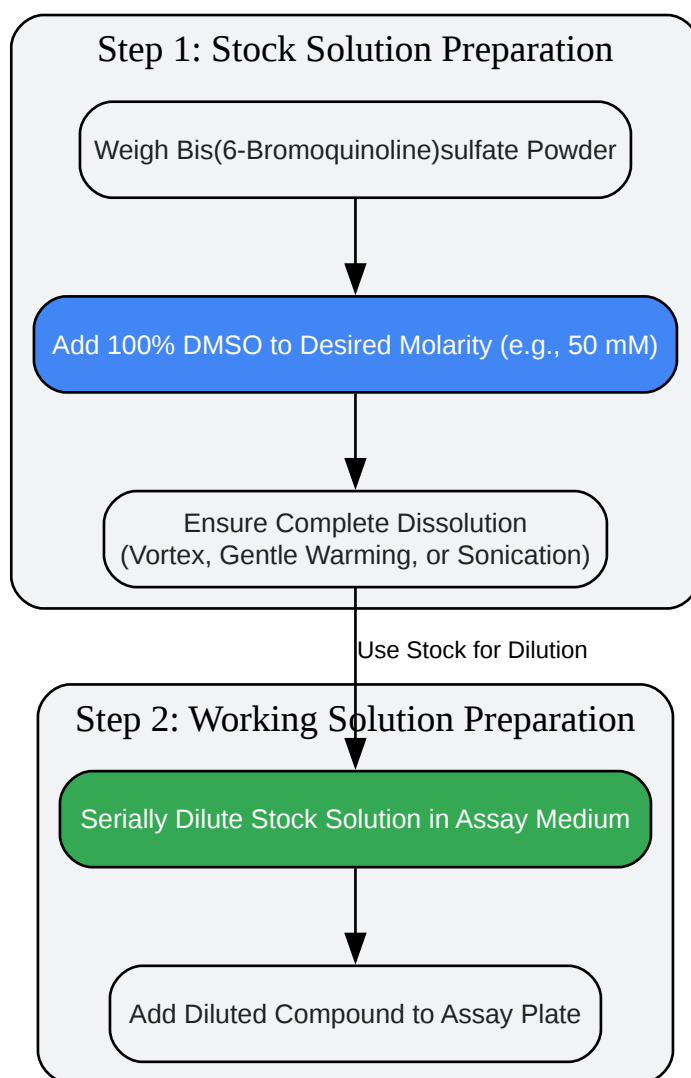 Step 1: Stock Solution Preparation
Weigh Bis(6-Bromoquinoline)sulfate Powder
Add 100% DMSO to Desired Molarity (e.g., 50 mM)
Ensure Complete Dissolution
(Vortex, Gentle Warming, or Sonication)
Use Stock for Dilution
Step 2: Working Solution Preparation
Serially Dilute Stock Solution in Assay Medium
Add Diluted Compound to Assay Plate